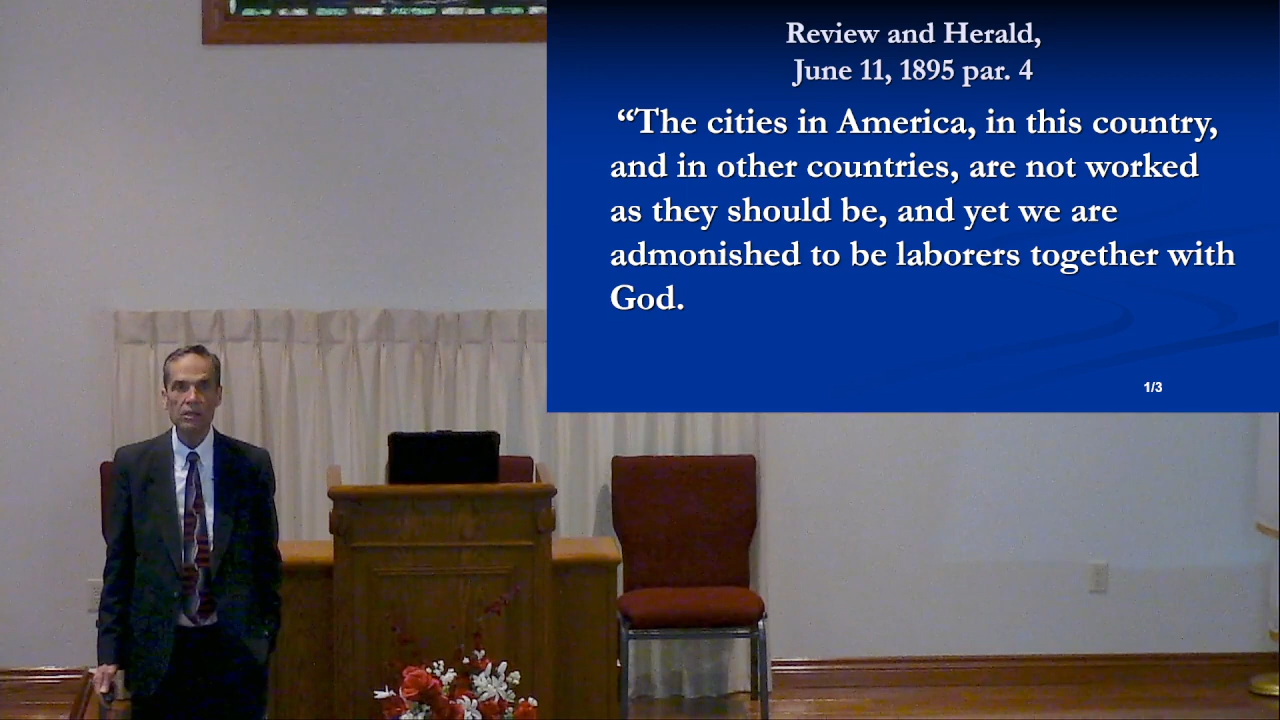 Review and Herald,
June 11, 1895 par. 4
“The cities in America, in this country,
and in other countries, are not worked
as they should be, and yet we are
admonished to be laborers together with
God.
1/3